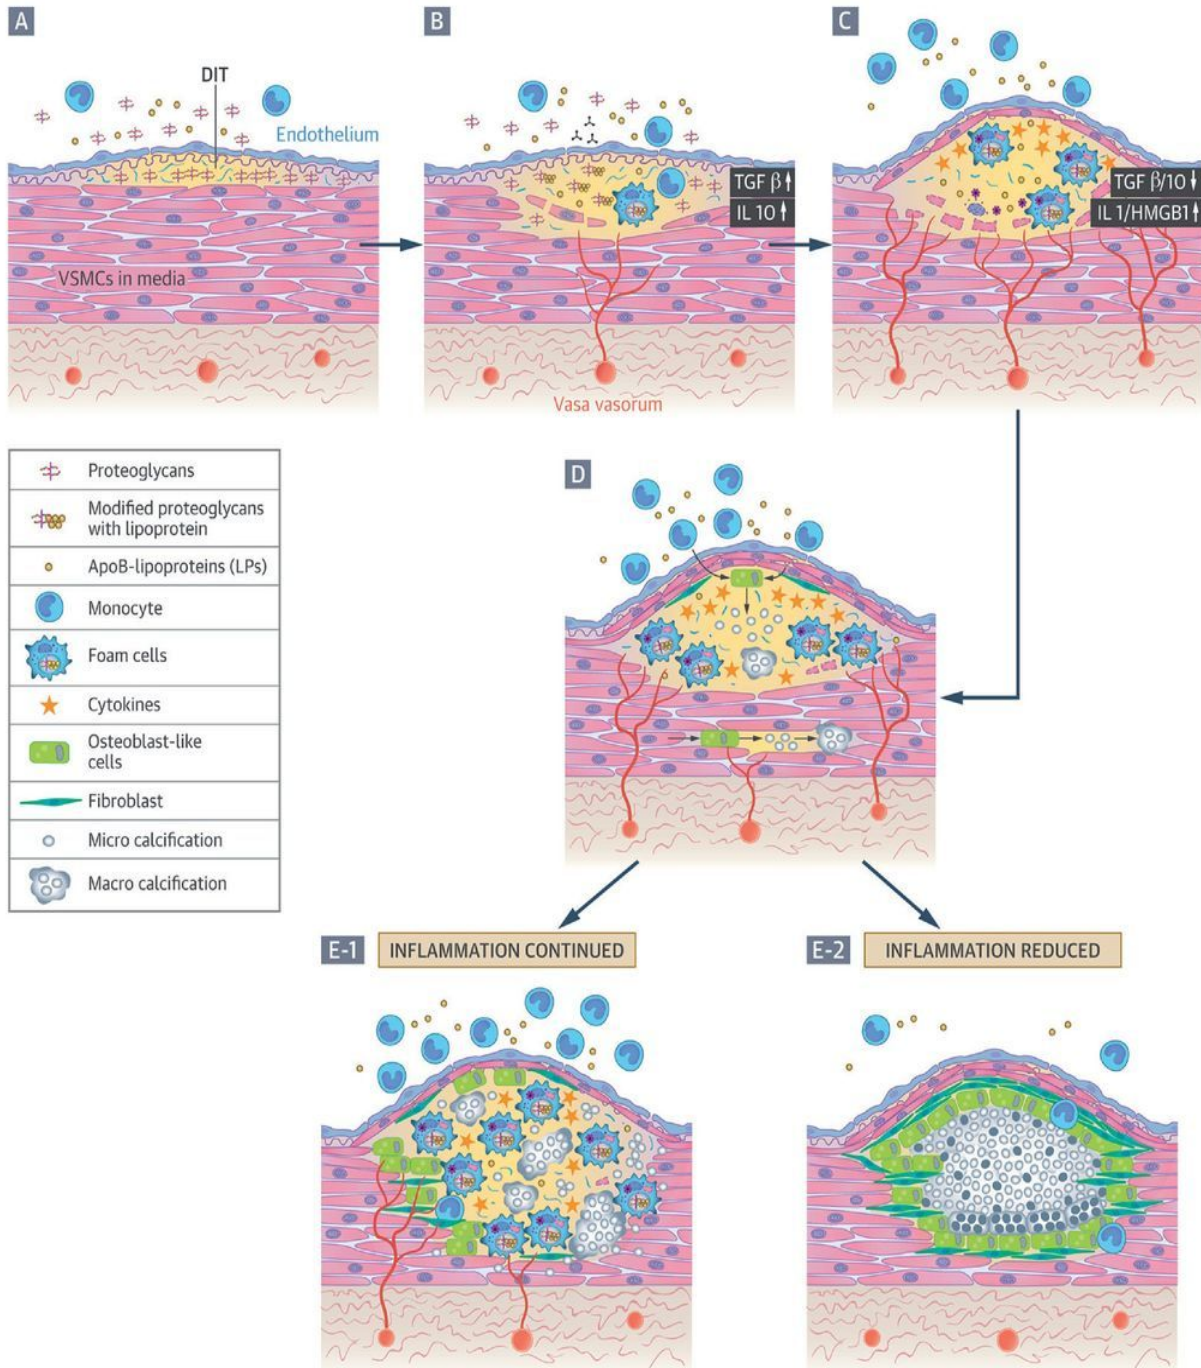 A
DIT
Endothelium
VSMCs in media
B
TGF β↑
IL 10↑
Vasa vasorum
C
TGF β/10↓
IL 1/HMGB1↑
Proteoglycans
Modified proteoglycans
with lipoprotein
ApoB-lipoproteins (LPs)
Monocyte
Foam cells
Cytokines
Osteoblast-like
cells
Fibroblast
Micro calcification
Macro calcification
D
E-1 INFLAMMATION CONTINUED
E-2 INFLAMMATION REDUCED